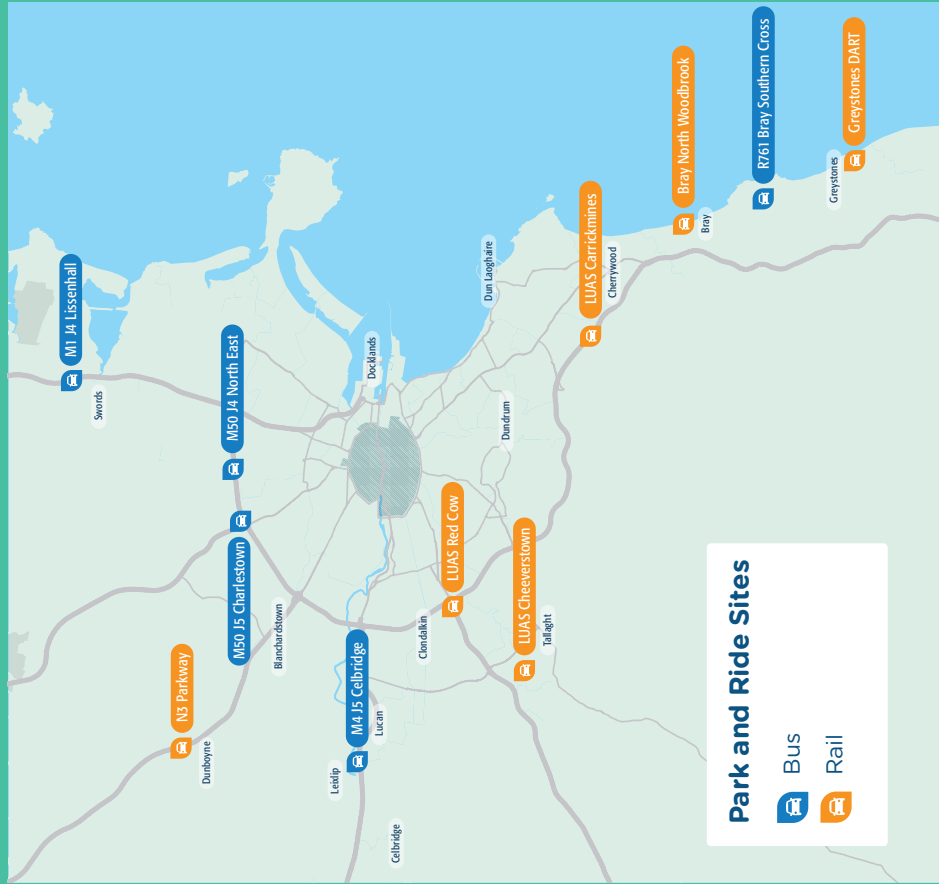 M1 J4 Lissenhall
Swords
N3 Parkway
Dunboyne
M50 J4 North East
M50 J5 Charlestown
Blanchardstown
Leixlip
M4 J5 Celbridge
Docklands
Lucan
Celbridge
Clondalkin
LUAS Red Cow
Dun Laoghaire
Dundrum
LUAS Cheeverstown
Tallaght
LUAS Carrickmines
Cherrywood
Bray North Woodbrook
Bray
R761 Bray Southern Cross
Greystones
Greystones DART
Park and Ride Sites
Bus
Rail